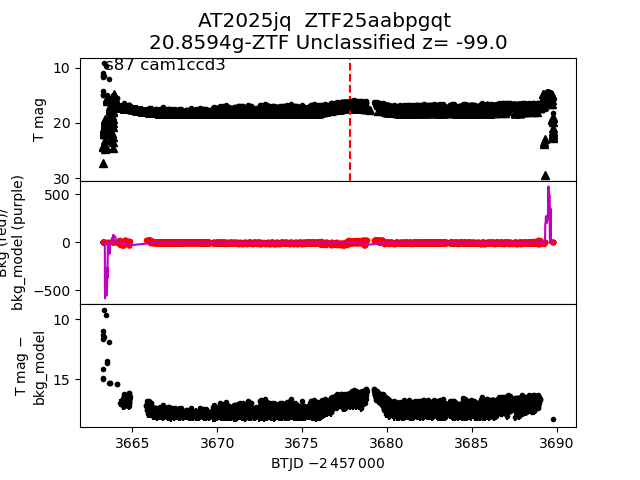 AT2025jq ZTF25aabpgqt
20.8594g-ZTF Unclassified z= -99.0
s87 cam1ccd3
10
20
30
T mag
500
0
−500
Bkg (red)/
bkg_model (purple)
10
15
T mag −
bkg_model
3665 3670 3675 3680 3685 3690
BTJD −2 457 000